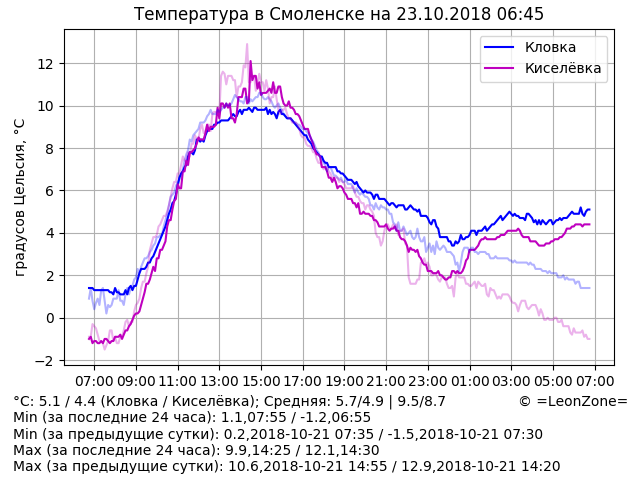 Температура в Смоленске на 23.10.2018 06:45
Кловка
Киселёвка
градусов Цельсия, °C
12
10
8
6
4
2
0
−2
07:00 09:00 11:00 13:00 15:00 17:00 19:00 21:00 23:00 01:00 03:00 05:00 07:00
°C: 5.1 / 4.4 (Кловка / Киселёвка); Средняя: 5.7/4.9 | 9.5/8.7 © =LeonZone=
Min (за последние 24 часа): 1.1,07:55 / -1.2,06:55
Min (за предыдущие сутки): 0.2,2018-10-21 07:35 / -1.5,2018-10-21 07:30
Max (за последние 24 часа): 9.9,14:25 / 12.1,14:30
Max (за предыдущие сутки): 10.6,2018-10-21 14:55 / 12.9,2018-10-21 14:20